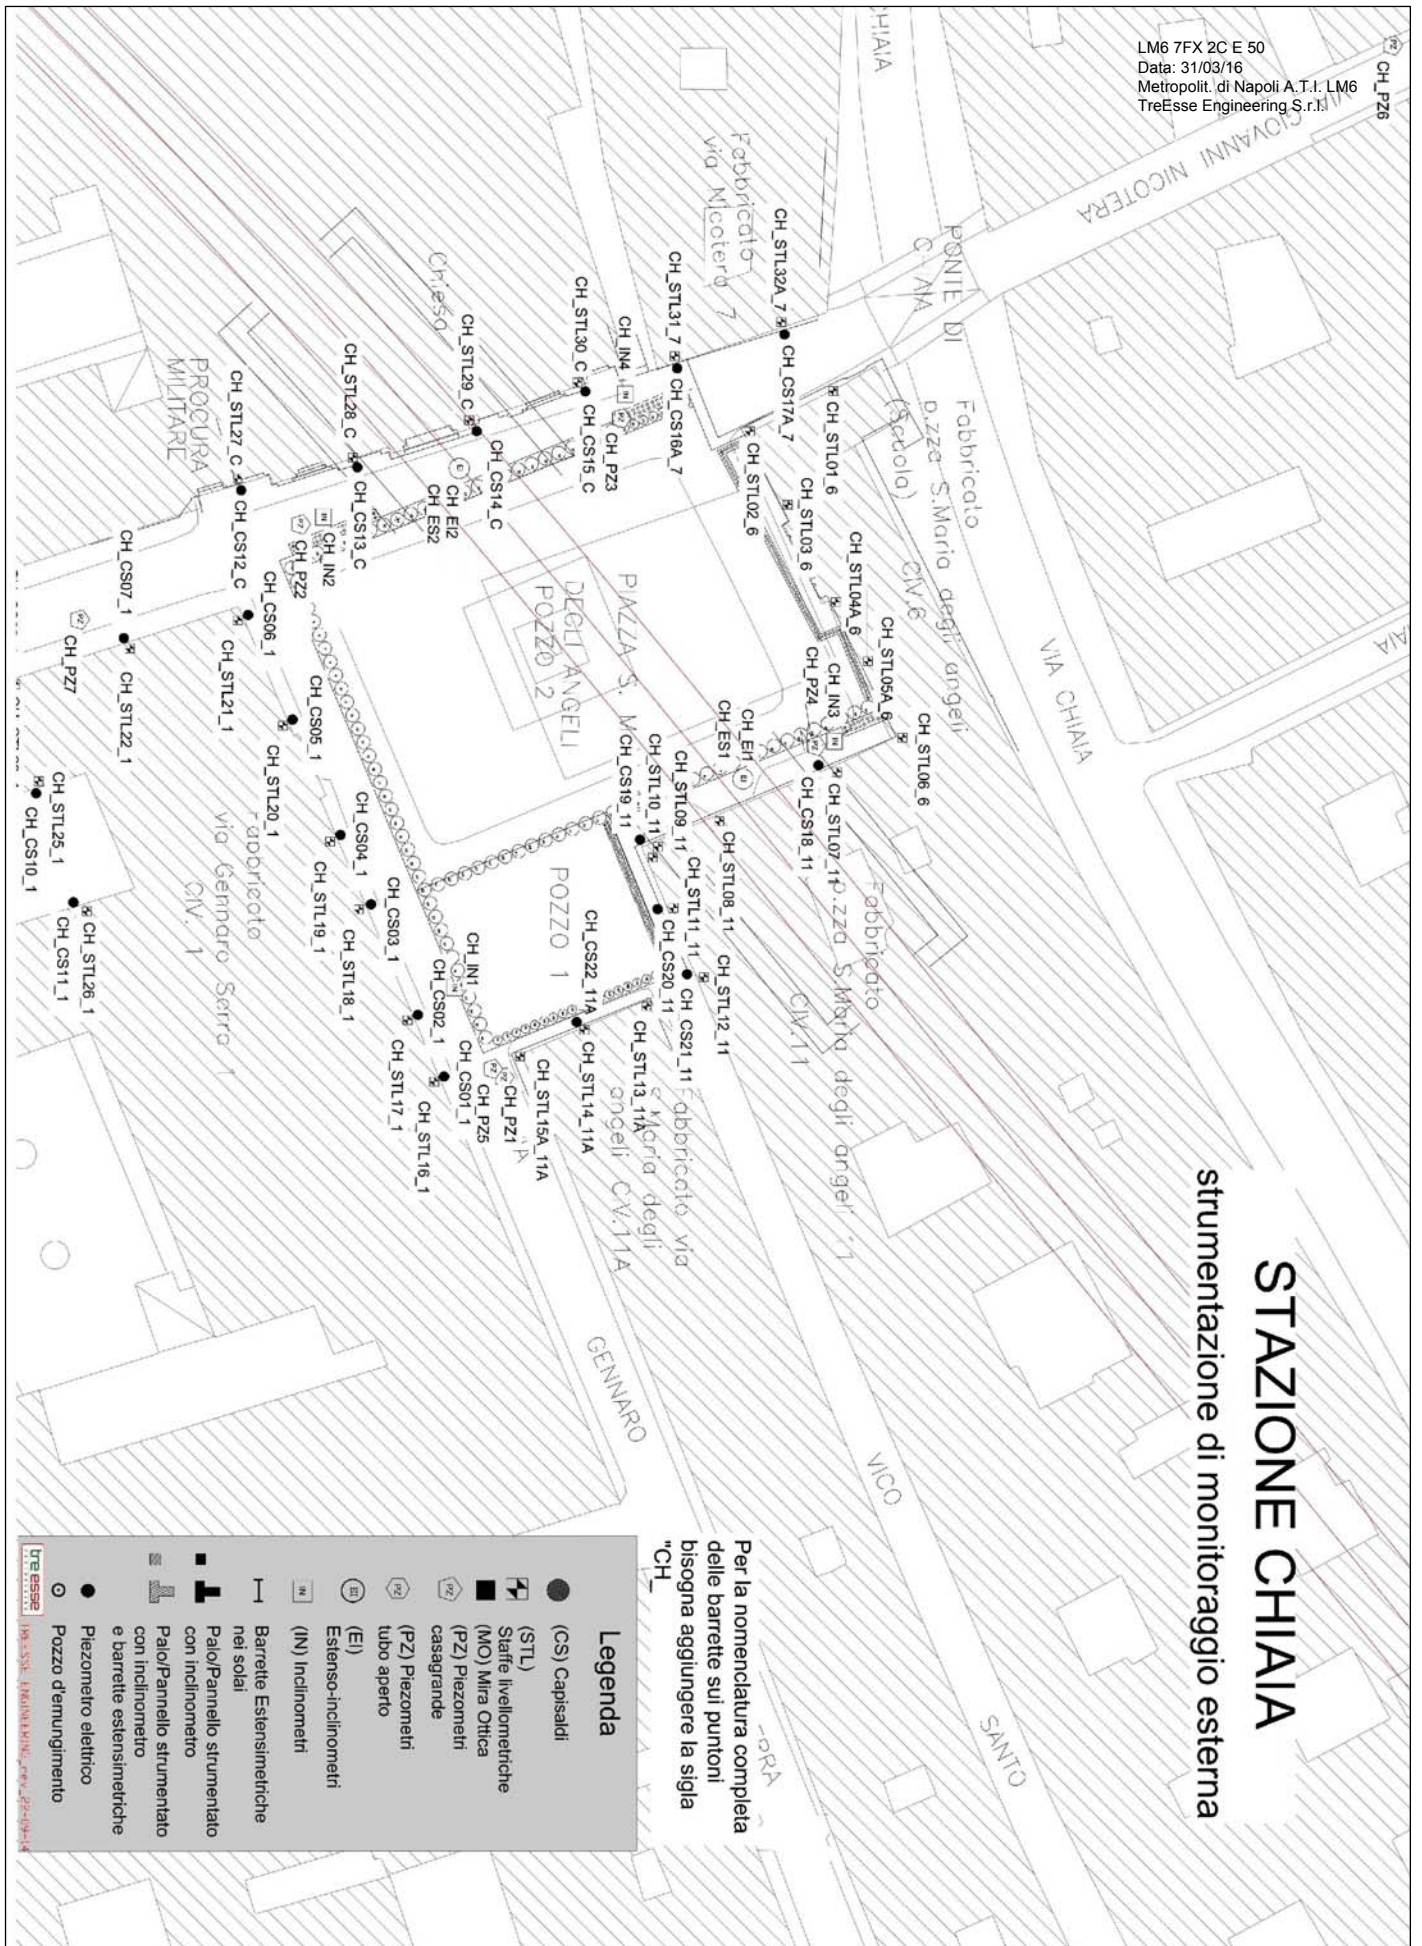 LM6 7FX 2C E 50
Data: 31/03/16
Metropolit. di Napoli A.T.I. LM6
TreEsse Engineering S.r.l.
STAZIONE CHIAIA
strumentazione di monitoraggio esterna
CH_PZ6
VIA GIOVANNI NICOTERA
CHIAIA
PONTE DI
VIA CHIAIA
AIA
Fabbricato
via Nicotera 7
Fabbricato
p.zza S.Maria degli angeli
(Scuola) CIV.6
CH_STL32A_7
CH_CS17A_7
CH_STL01_6
CH_STL02_6
CH_STL03_6
CH_STL04A_6
CH_STL05A_6
CH_STL06_6
CH_STL31_7
CH_CS16A_7
CH_IN4
CH_PZ3
CH_STL30_C
CH_CS15_C
CH_STL29_C
CH_CS14_C
Chiesa
CH_EI2
CH_ES2
CH_STL28_C
CH_CS13_C
CH_IN2
CH_PZ2
PROCURA
MILITARE
CH_STL27_C
CH_CS12_C
CH_CS06_1
CH_STL21_1
CH_CS07_1
CH_STL22_1
CH_PZ7
CH_CS05_1
CH_STL20_1
CH_CS04_1
CH_STL19_1
CH_CS03_1
CH_STL18_1
CH_CS02_1
CH_STL17_1
CH_CS01_1
CH_STL16_1
CH_STL25_1
CH_CS10_1
CH_STL26_1
CH_CS11_1
via Gennaro Serra 1
CIV. 1
PIAZZA S. M
DEGLI ANGELI
POZZO 2
POZZO 1
CH_IN3
CH_PZ4
CH_EI1
CH_ES1
CH_STL07_11
CH_CS18_11
CH_STL08_11
CH_STL09_11
CH_STL10_11
CH_CS19_11
CH_STL11_11
CH_CS20_11
CH_STL12_11
CH_CS21_11
CH_STL13_11A
CH_CS22_11A
CH_STL14_11A
CH_STL15A_11A
CH_IN1
CH_PZ1
CH_PZ5
Fabbricato
p.zza S.Maria degli angeli 11
CIV.11
Fabbricato via
S.Maria degli
angeli CIV.11A
GENNARO
VICO
SANTO
Per la nomenclatura completa
delle barrette sui puntoni
bisogna aggiungere la sigla
"CH_
Legenda
(CS) Capisaldi
(STL)
Staffe livellometriche
(MO) Mira Ottica
(PZ) Piezometri
casagrande
(PZ) Piezometri
tubo aperto
(EI)
Estenso-inclinometri
(IN) Inclinometri
Barrette Estensimetriche
nei solai
Palo/Pannello strumentato
con inclinometro
Palo/Pannello strumentato
con inclinometro
e barrette estensimetriche
Piezometro elettrico
Pozzo d'emungimento
tre esse
TRE-ESSE ENGINEERING_rev_22-09-14